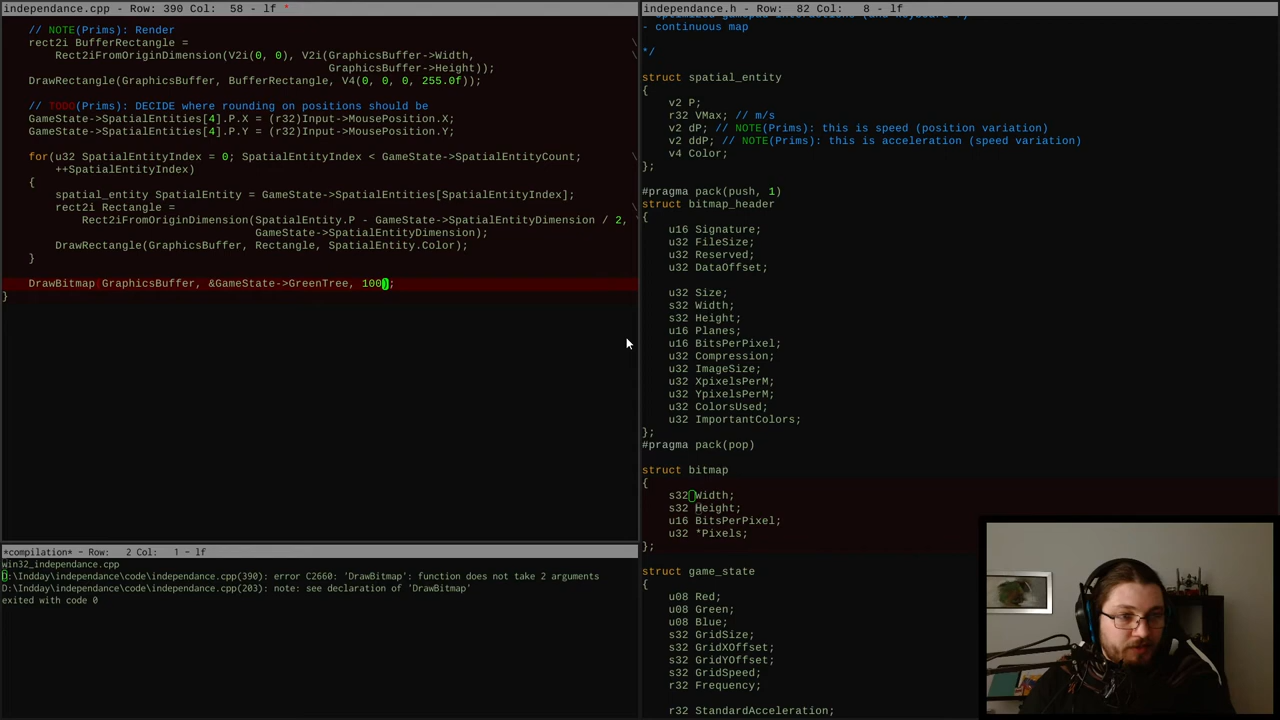 independance.cpp - Row: 390 Col:  58 - lf *
// NOTE(Prims): Render
rect2i BufferRectangle =
Rect2iFromOriginDimension(V2i(0, 0), V2i(GraphicsBuffer->Width,
GraphicsBuffer->Height));
DrawRectangle(GraphicsBuffer, BufferRectangle, V4(0, 0, 0, 255.0f));
// TODO(Prims): DECIDE where rounding on positions should be
GameState->SpatialEntities[4].P.X = (r32)Input->MousePosition.X;
GameState->SpatialEntities[4].P.Y = (r32)Input->MousePosition.Y;
for(u32 SpatialEntityIndex = 0; SpatialEntityIndex < GameState->SpatialEntityCount; \
++SpatialEntityIndex)
{
spatial_entity SpatialEntity = GameState->SpatialEntities[SpatialEntityIndex];
rect2i Rectangle =
Rect2iFromOriginDimension(SpatialEntity.P - GameState->SpatialEntityDimension / 2, \
GameState->SpatialEntityDimension);
DrawRectangle(GraphicsBuffer, Rectangle, SpatialEntity.Color);
}
DrawBitmap GraphicsBuffer, &GameState->GreenTree, 100);
}
*compilation* - Row:   2 Col:   1 - lf
win32_independance.cpp
D:\Indday\independance\code\independance.cpp(390): error C2660: 'DrawBitmap': function does not take 2 arguments
D:\Indday\independance\code\independance.cpp(203): note: see declaration of 'DrawBitmap'
exited with code 0
independance.h - Row:  82 Col:   8 - lf
- continuous map
*/
struct spatial_entity
{
v2 P;
r32 VMax; // m/s
v2 dP; // NOTE(Prims): this is speed (position variation)
v2 ddP; // NOTE(Prims): this is acceleration (speed variation)
v4 Color;
};
#pragma pack(push, 1)
struct bitmap_header
{
u16 Signature;
u32 FileSize;
u32 Reserved;
u32 DataOffset;
u32 Size;
s32 Width;
s32 Height;
u16 Planes;
u16 BitsPerPixel;
u32 Compression;
u32 ImageSize;
u32 XpixelsPerM;
u32 YpixelsPerM;
u32 ColorsUsed;
u32 ImportantColors;
};
#pragma pack(pop)
struct bitmap
{
s32 Width;
s32 Height;
u16 BitsPerPixel;
u32 *Pixels;
};
struct game_state
{
u08 Red;
u08 Green;
u08 Blue;
s32 GridSize;
s32 GridXOffset;
s32 GridYOffset;
s32 GridSpeed;
r32 Frequency;
r32 StandardAcceleration;